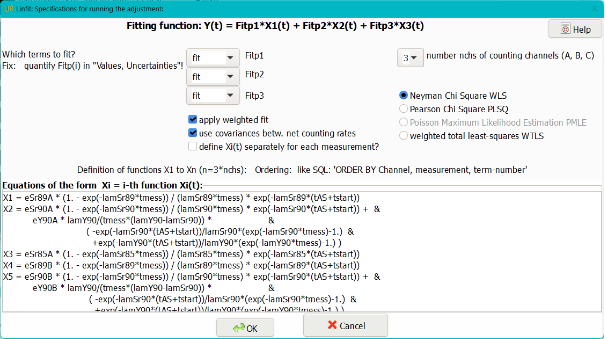 Linfit: Specifications for running the adjustment:
Fitting function: Y(t) = Fitp1*X1(t) + Fitp2*X2(t) + Fitp3*X3(t)
Help
Which terms to fit?
Fix: quantify Fitp(i) in "Values, Uncertainties"!
fit Fitp1
fit Fitp2
fit Fitp3
3 number nchs of counting channels (A, B, C)
Neyman Chi Square WLS
Pearson Chi Square PLSQ
Poisson Maximum Likelihood Estimation PMLE
weighted total least-squares WTLS
apply weighted fit
use covariances betw. net counting rates
define Xi(t) separately for each measurement?
Definition of functions X1 to Xn (n=3*nchs): Ordering: like SQL: 'ORDER BY Channel, measurement, term-number'
Equations of the form Xi = i-th function Xi(t):
X1 = eSr89A * (1. - exp(-lamSr89*tmess)) / (lamSr89*tmess) * exp(-lamSr89*(tAS+tstart))
X2 = eSr90A * (1. - exp(-lamSr90*tmess)) / (lamSr90*tmess) * exp(-lamSr90*(tAS+tstart)) + &
eY90A * lamY90/(tmess*(lamY90-lamSr90)) * &
( -exp(-lamSr90*(tAS+tstart))/lamSr90*(exp(-lamSr90*tmess)-1.) &
+exp(-lamY90*(tAS+tstart))/lamY90*(exp(-lamY90*tmess)-1.) )
X3 = eSr85A * (1. - exp(-lamSr85*tmess)) / (lamSr85*tmess) * exp(-lamSr85*(tAS+tstart))
X4 = eSr89B * (1. - exp(-lamSr89*tmess)) / (lamSr89*tmess) * exp(-lamSr89*(tAS+tstart))
X5 = eSr90B * (1. - exp(-lamSr90*tmess)) / (lamSr90*tmess) * exp(-lamSr90*(tAS+tstart)) + &
eY90B * lamY90/(tmess*(lamY90-lamSr90)) * &
( -exp(-lamSr90*(tAS+tstart))/lamSr90*(exp(-lamSr90*tmess)-1.) &
+exp(-lamY90*(tAS+tstart))/lamY90*(exp(-lamY90*tmess)-1.) )
OK
Cancel